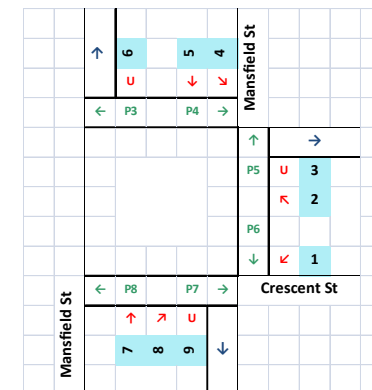 6 5 4
Mansfield St
U ↓ ↘
← P3 P4 →
P5 U 3
↖ 2
P6
↙ 1
← P8 P7 →
Crescent St
Mansfield St
↑ ↗ U
7 8 9